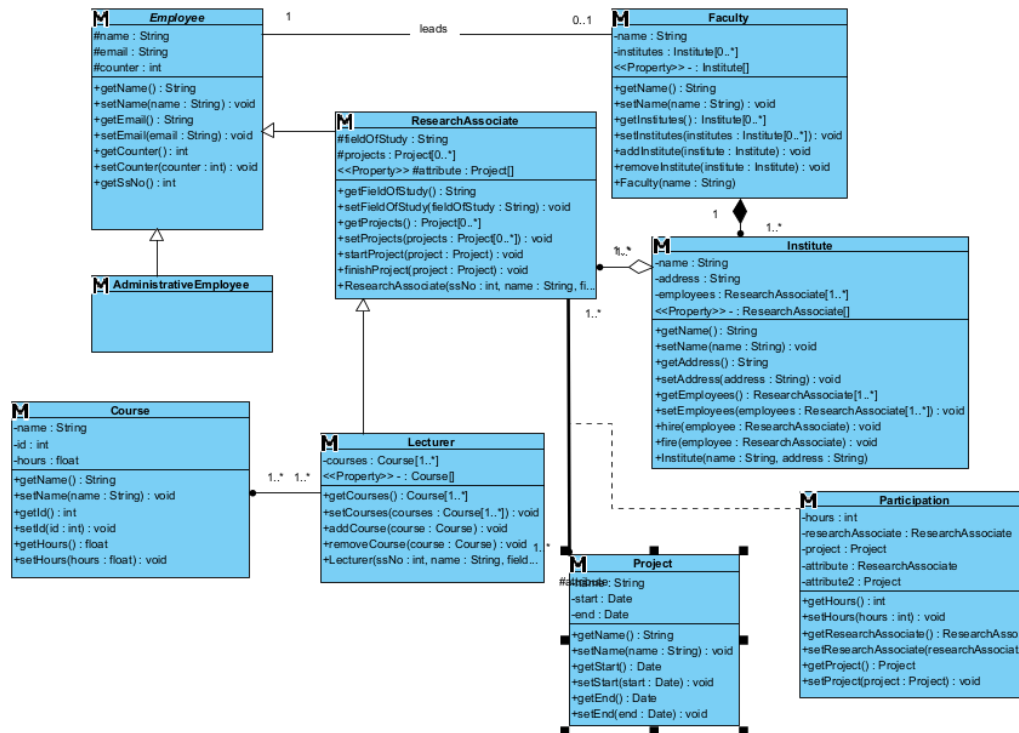 Employee
#name : String
#email : String
#counter : int
+getName() : String
+setName(name : String) : void
+getEmail() : String
+setEmail(email : String) : void
+getCounter() : int
+setCounter(counter : int) : void
+getSsNo() : int
1
leads
0..1
Faculty
-name : String
-institutes : Institute[0..*]
<<Property>> - : Institute[]
+getName() : String
+setName(name : String) : void
+getInstitutes() : Institute[0..*]
+setInstitutes(institutes : Institute[0..*]) : void
+addInstitute(institute : Institute) : void
+removeInstitute(institute : Institute) : void
+Faculty(name : String)
ResearchAssociate
#fieldOfStudy : String
#projects : Project[0..*]
<<Property>> #attribute : Project[]
+getFieldOfStudy() : String
+setFieldOfStudy(fieldOfStudy : String) : void
+getProjects() : Project[0..*]
+setProjects(projects : Project[0..*]) : void
+startProject(project : Project) : void
+finishProject(project : Project) : void
+ResearchAssociate(ssNo : int, name : String, fi...
1
1..*
Institute
-name : String
-address : String
-employees : ResearchAssociate[1..*]
<<Property>> - : ResearchAssociate[]
+getName() : String
+setName(name : String) : void
+getAddress() : String
+setAddress(address : String) : void
+getEmployees() : ResearchAssociate[1..*]
+setEmployees(employees : ResearchAssociate[1..*]) : void
+hire(employee : ResearchAssociate) : void
+fire(employee : ResearchAssociate) : void
+Institute(name : String, address : String)
1..*
AdministrativeEmployee
Course
-name : String
-id : int
-hours : float
+getName() : String
+setName(name : String) : void
+getId() : int
+setId(id : int) : void
+getHours() : float
+setHours(hours : float) : void
1..*
1..*
Lecturer
-courses : Course[1..*]
<<Property>> - : Course[]
+getCourses() : Course[1..*]
+setCourses(courses : Course[1..*]) : void
+addCourse(course : Course) : void
+removeCourse(course : Course) : void
+Lecturer(ssNo : int, name : String, field...
1..*
Project
#attribute
-name : String
-start : Date
-end : Date
+getName() : String
+setName(name : String) : void
+getStart() : Date
+setStart(start : Date) : void
+getEnd() : Date
+setEnd(end : Date) : void
Participation
-hours : int
-researchAssociate : ResearchAssociate
-project : Project
-attribute : ResearchAssociate
-attribute2 : Project
+getHours() : int
+setHours(hours : int) : void
+getResearchAssociate() : ResearchAsso
+setResearchAssociate(researchAssociat
+getProject() : Project
+setProject(project : Project) : void